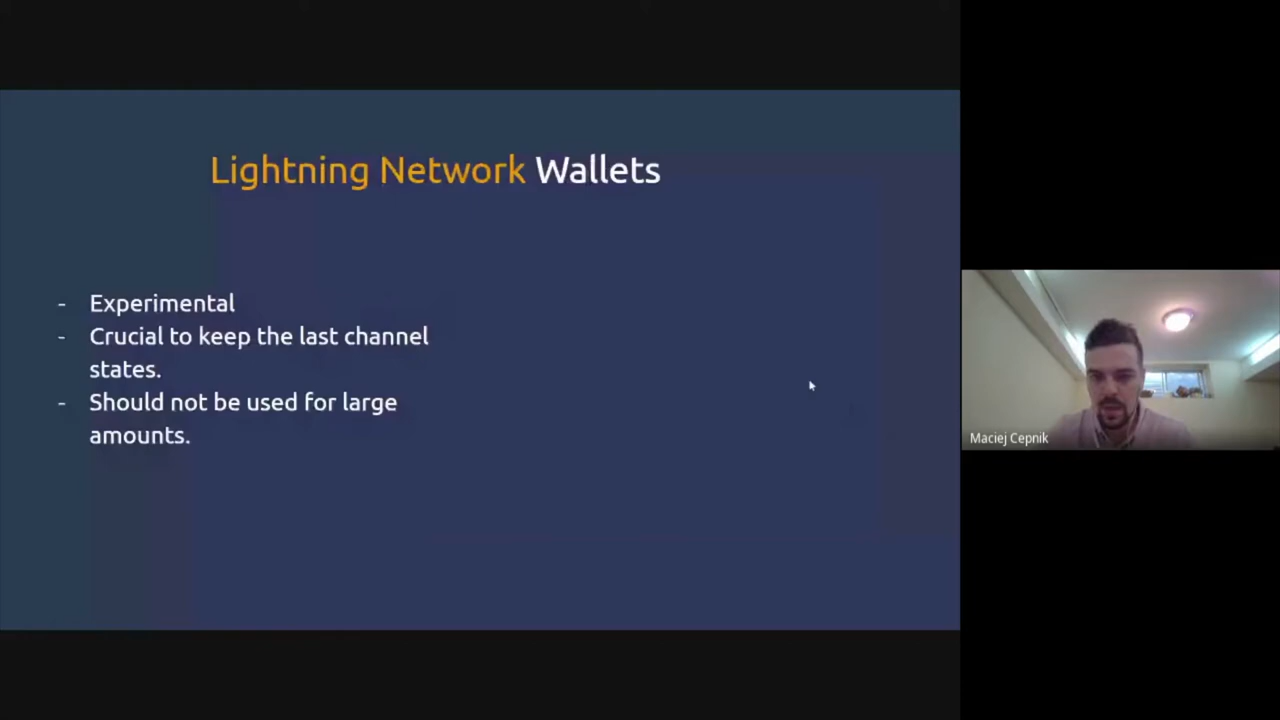 Lightning Network Wallets
- Experimental
- Crucial to keep the last channel
states.
- Should not be used for large
amounts.
Maciej Cepnik